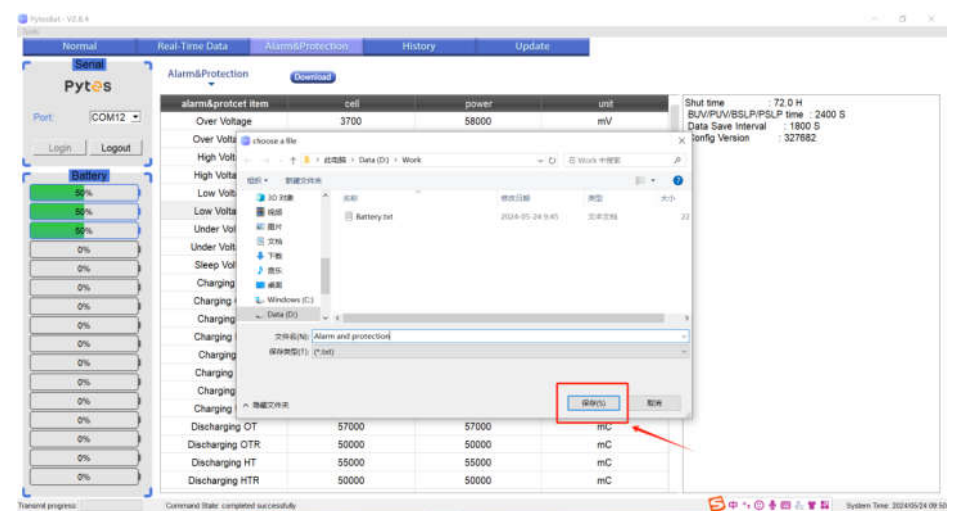 PytesBat - V2.8.4
Tools
Normal Real-Time Data Alarm&Protection History Update
Serial
Pytes
Port: COM12
Login Logout
Battery
50%
50%
50%
0%
0%
0%
0%
0%
0%
0%
0%
0%
0%
0%
0%
0%
Alarm&Protection Download
alarm&protcet item cell power unit
Over Voltage 3700 58000 mV
Over Volta
High Volt
High Volta
Low Volt
Low Volta
Under Vol
Under Volt
Sleep Vol
Charging
Charging
Charging
Charging
Charging
Charging
Charging
Charging
Discharging OT 57000 57000 mC
Discharging OTR 50000 50000 mC
Discharging HT 55000 55000 mC
Discharging HTR 50000 50000 mC
choose a file
此电脑 › Data (D:) › Work
组织 新建文件夹
3D 对象
视频
图片
文档
下载
音乐
桌面
Windows (C:)
Data (D:)
名称 修改日期 类型 大小
Battery.txt 2024-05-24 9:45 文本文档 22
文件名(N): Alarm and protection
保存类型(T): (*.txt)
隐藏文件夹
保存(S) 取消
Shut time : 72.0 H
BUV/PUV/BSLP/PSLP time : 2400 S
Data Save Interval : 1800 S
Config Version : 327682
Transmit progress:
Command State: completed successfully
中
System Time: 2024/05/24 09:50